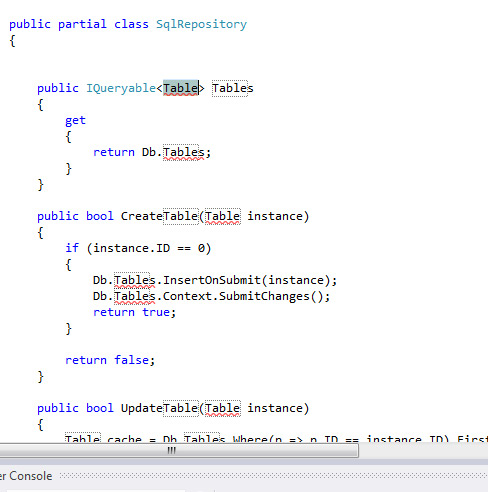 public partial class SqlRepository
{
public IQueryable<Table> Tables
{
get
{
return Db.Tables;
}
}
public bool CreateTable(Table instance)
{
if (instance.ID == 0)
{
Db.Tables.InsertOnSubmit(instance);
Db.Tables.Context.SubmitChanges();
return true;
}
return false;
}
public bool UpdateTable(Table instance)
{
Table cache = Db.Tables.Where(p => p.ID == instance.ID).First
er Console